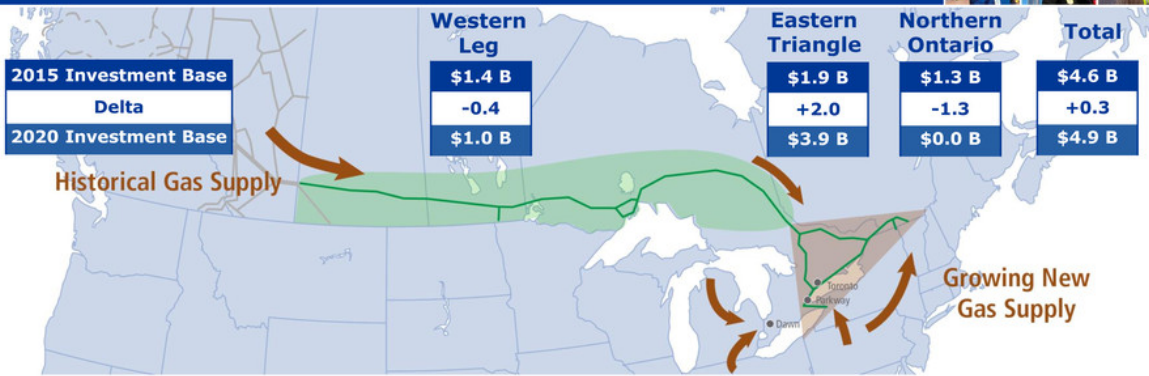 Western
Leg
Eastern
Triangle
Northern
Ontario
Total
2015 Investment Base
$1.4 B
$1.9 B
$1.3 B
$4.6 B
Delta
-0.4
+2.0
-1.3
+0.3
2020 Investment Base
$1.0 B
$3.9 B
$0.0 B
$4.9 B
Historical Gas Supply
Growing New
Gas Supply
Toronto
Parkway
Dawn